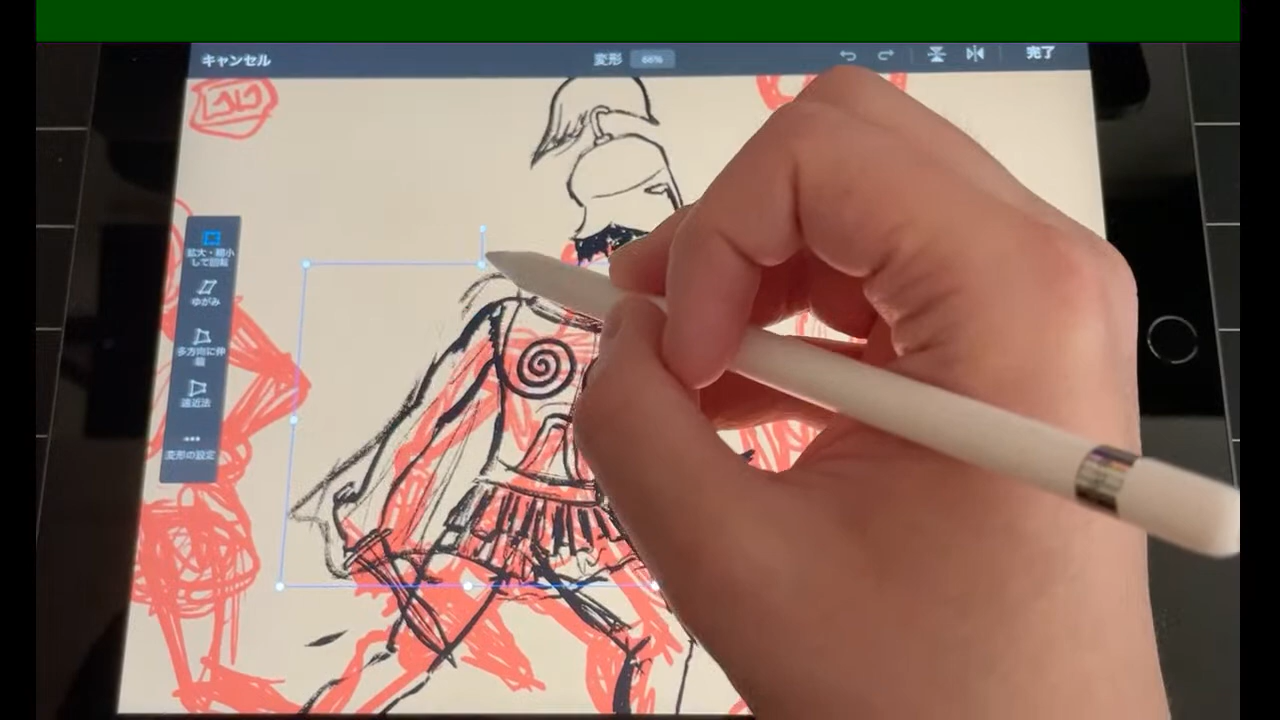 キャンセル
変形 66%
完了
拡大・縮小
して回転
ゆがみ
多方向に伸
縮
遠近法
変形の設定